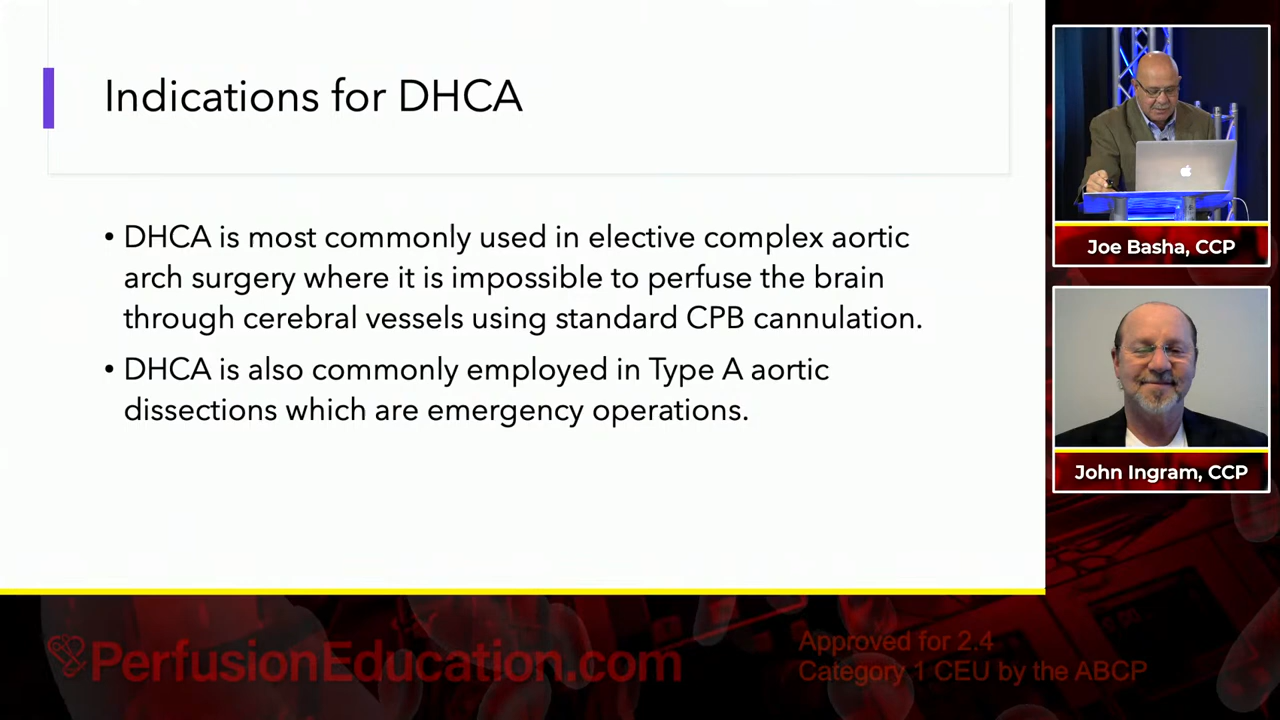 Indications for DHCA
• DHCA is most commonly used in elective complex aortic
arch surgery where it is impossible to perfuse the brain
through cerebral vessels using standard CPB cannulation.
• DHCA is also commonly employed in Type A aortic
dissections which are emergency operations.
Joe Basha, CCP
John Ingram, CCP
PerfusionEducation.com
Approved for 2.4
Category 1 CEU by the ABCP